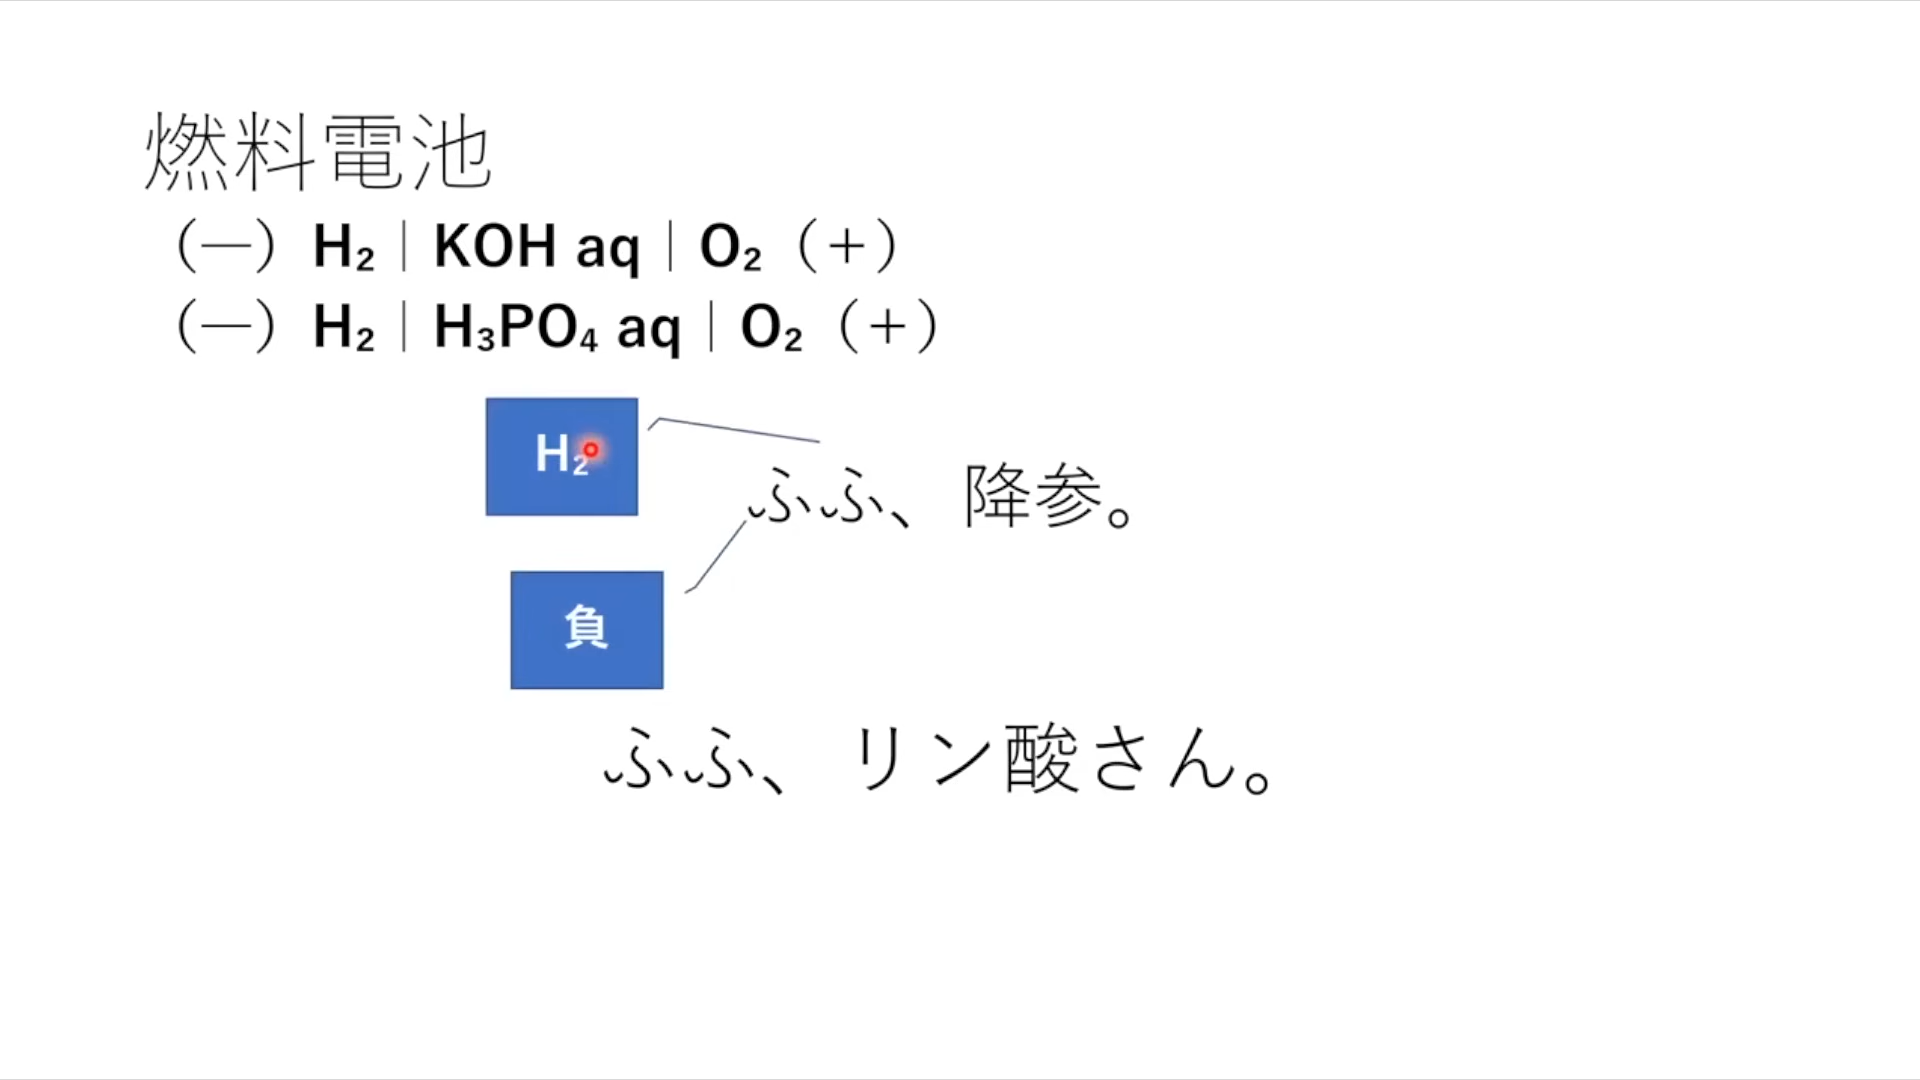 燃料電池
（―）H₂｜KOH aq｜O₂（＋）
（―）H₂｜H₃PO₄ aq｜O₂（＋）
H₂
ふふ、降参。
負
ふふ、リン酸さん。